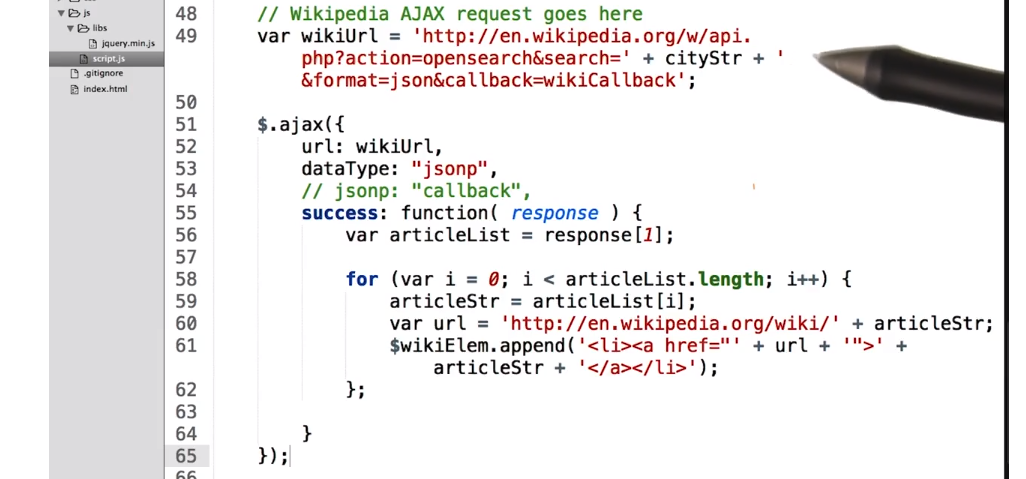 js
libs
jquery.min.js
script.js
.gitignore
index.html
48 // Wikipedia AJAX request goes here
49 var wikiUrl = 'http://en.wikipedia.org/w/api.
php?action=opensearch&search=' + cityStr + '
&format=json&callback=wikiCallback';
50
51 $.ajax({
52 url: wikiUrl,
53 dataType: "jsonp",
54 // jsonp: "callback",
55 success: function( response ) {
56 var articleList = response[1];
57
58 for (var i = 0; i < articleList.length; i++) {
59 articleStr = articleList[i];
60 var url = 'http://en.wikipedia.org/wiki/' + articleStr;
61 $wikiElem.append('<li><a href="' + url + '">' +
articleStr + '</a></li>');
62 };
63
64 }
65 });
66